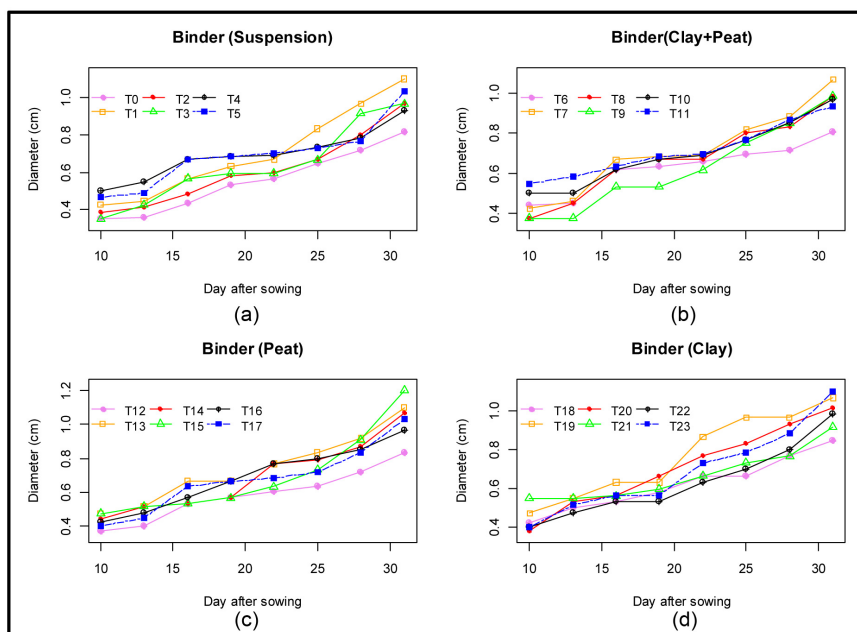 Binder (Suspension)
T0 T2 T4
T1 T3 T5
Diameter (cm)
0.4 0.6 0.8 1.0
10 15 20 25 30
Day after sowing
(a)
Binder(Clay+Peat)
T6 T8 T10
T7 T9 T11
Diameter (cm)
0.4 0.6 0.8 1.0
10 15 20 25 30
Day after sowing
(b)
Binder (Peat)
T12 T14 T16
T13 T15 T17
Diameter (cm)
0.4 0.6 0.8 1.0 1.2
10 15 20 25 30
Day after sowing
(c)
Binder (Clay)
T18 T20 T22
T19 T21 T23
Diameter (cm)
0.4 0.6 0.8 1.0
10 15 20 25 30
Day after sowing
(d)